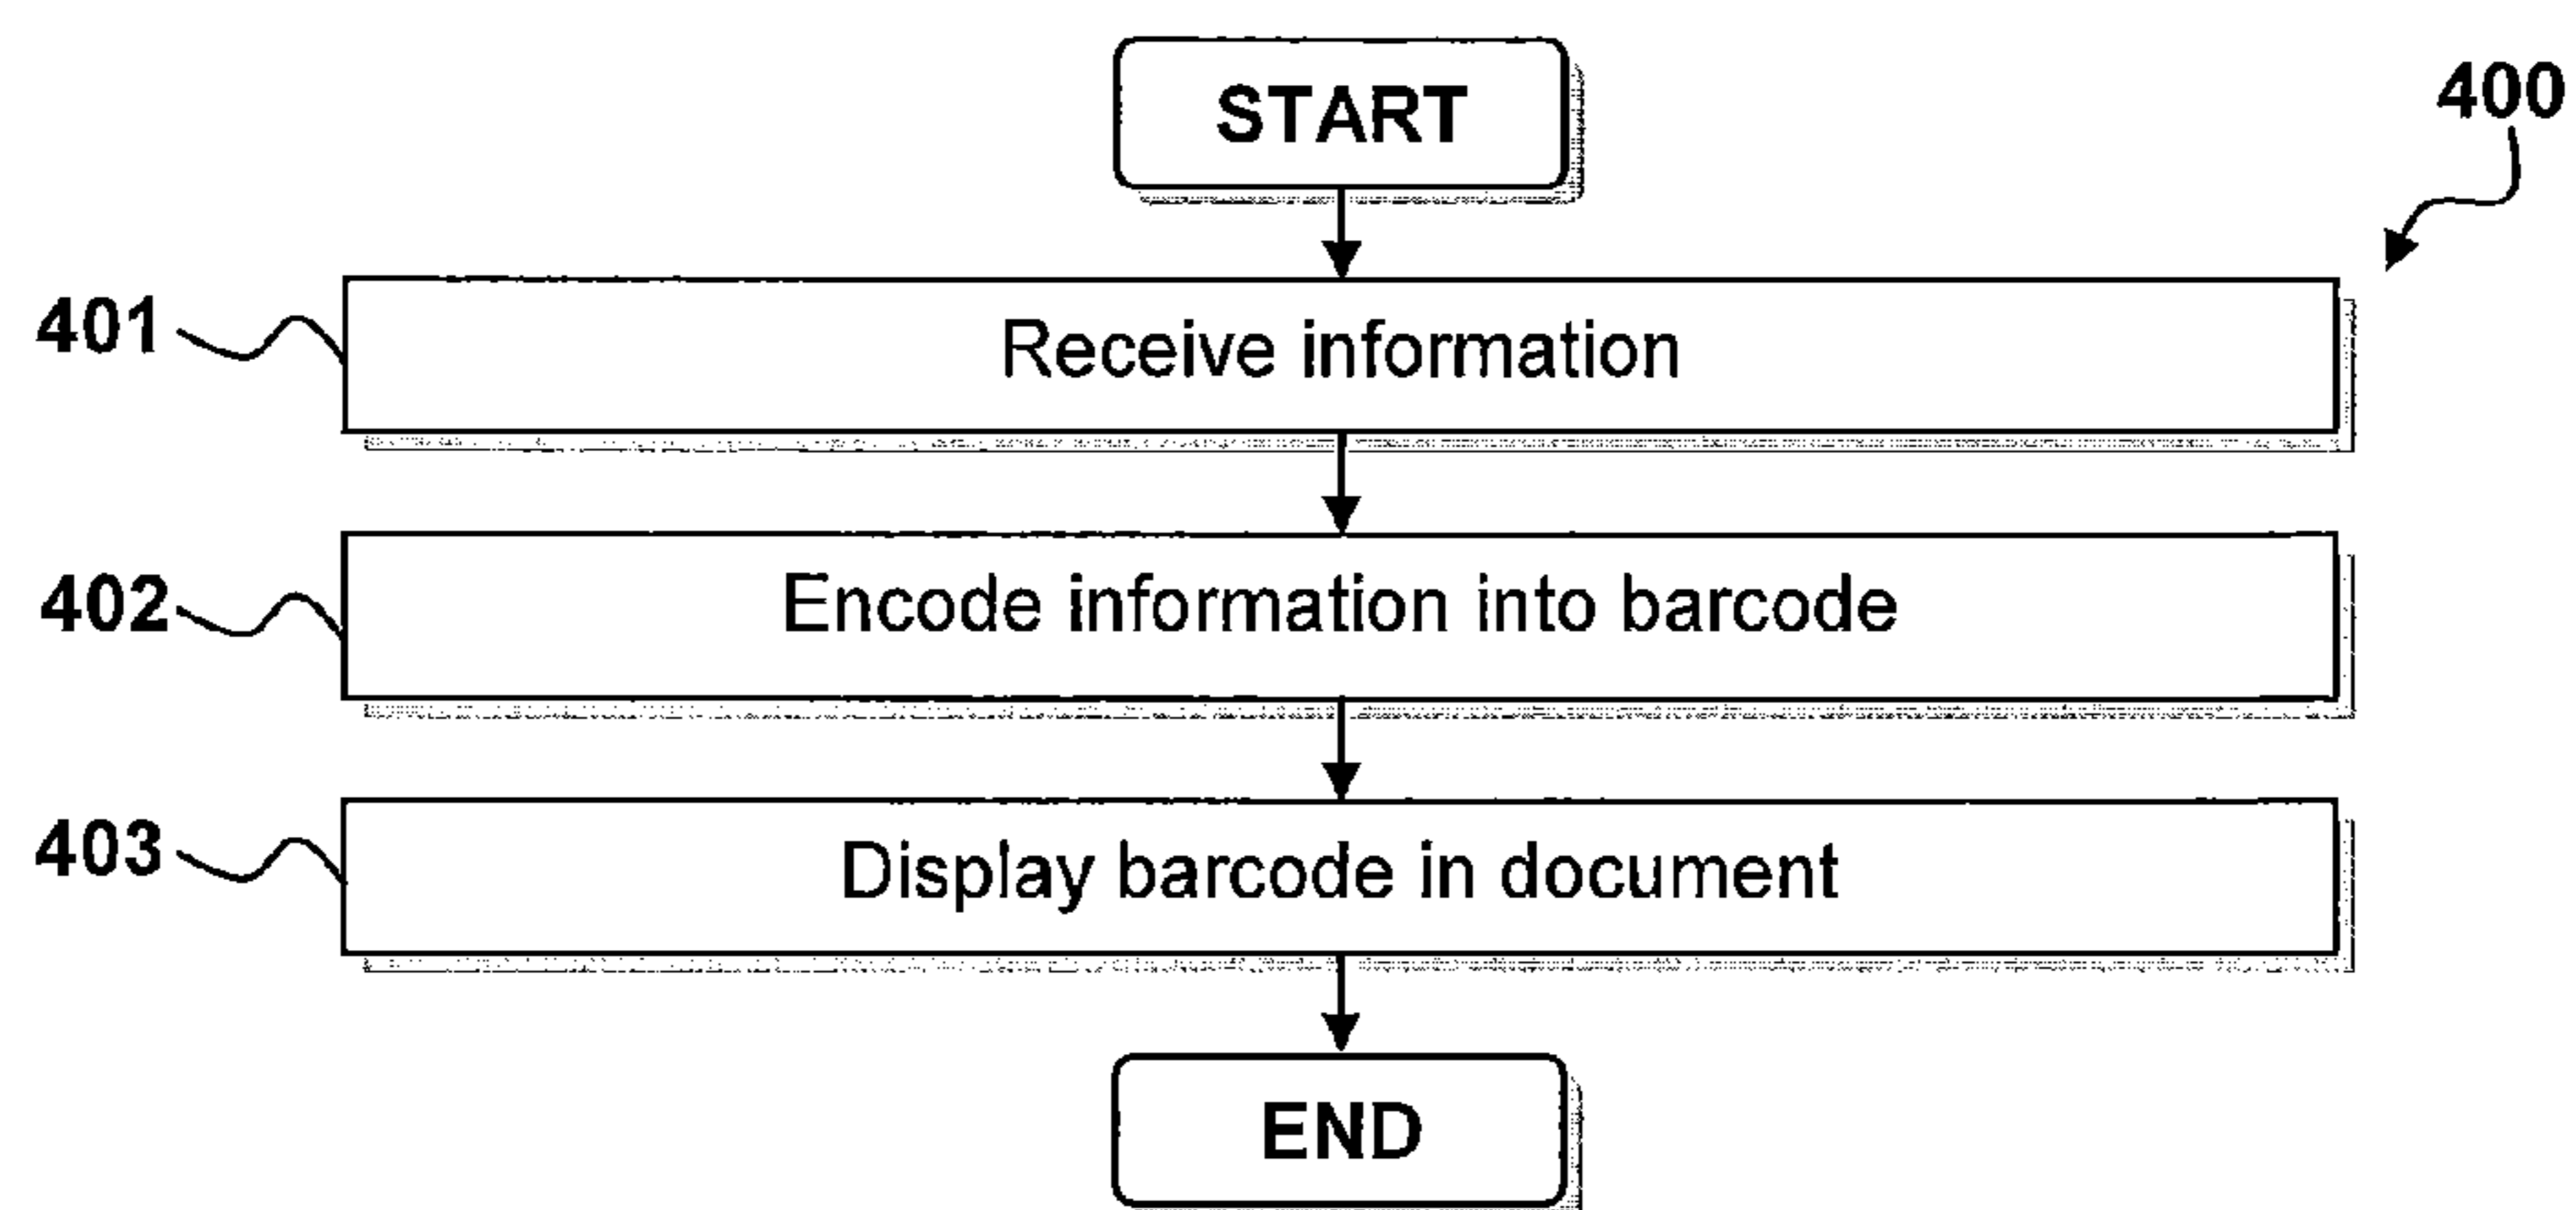 START
400
401
Receive information
402
Encode information into barcode
403
Display barcode in document
END